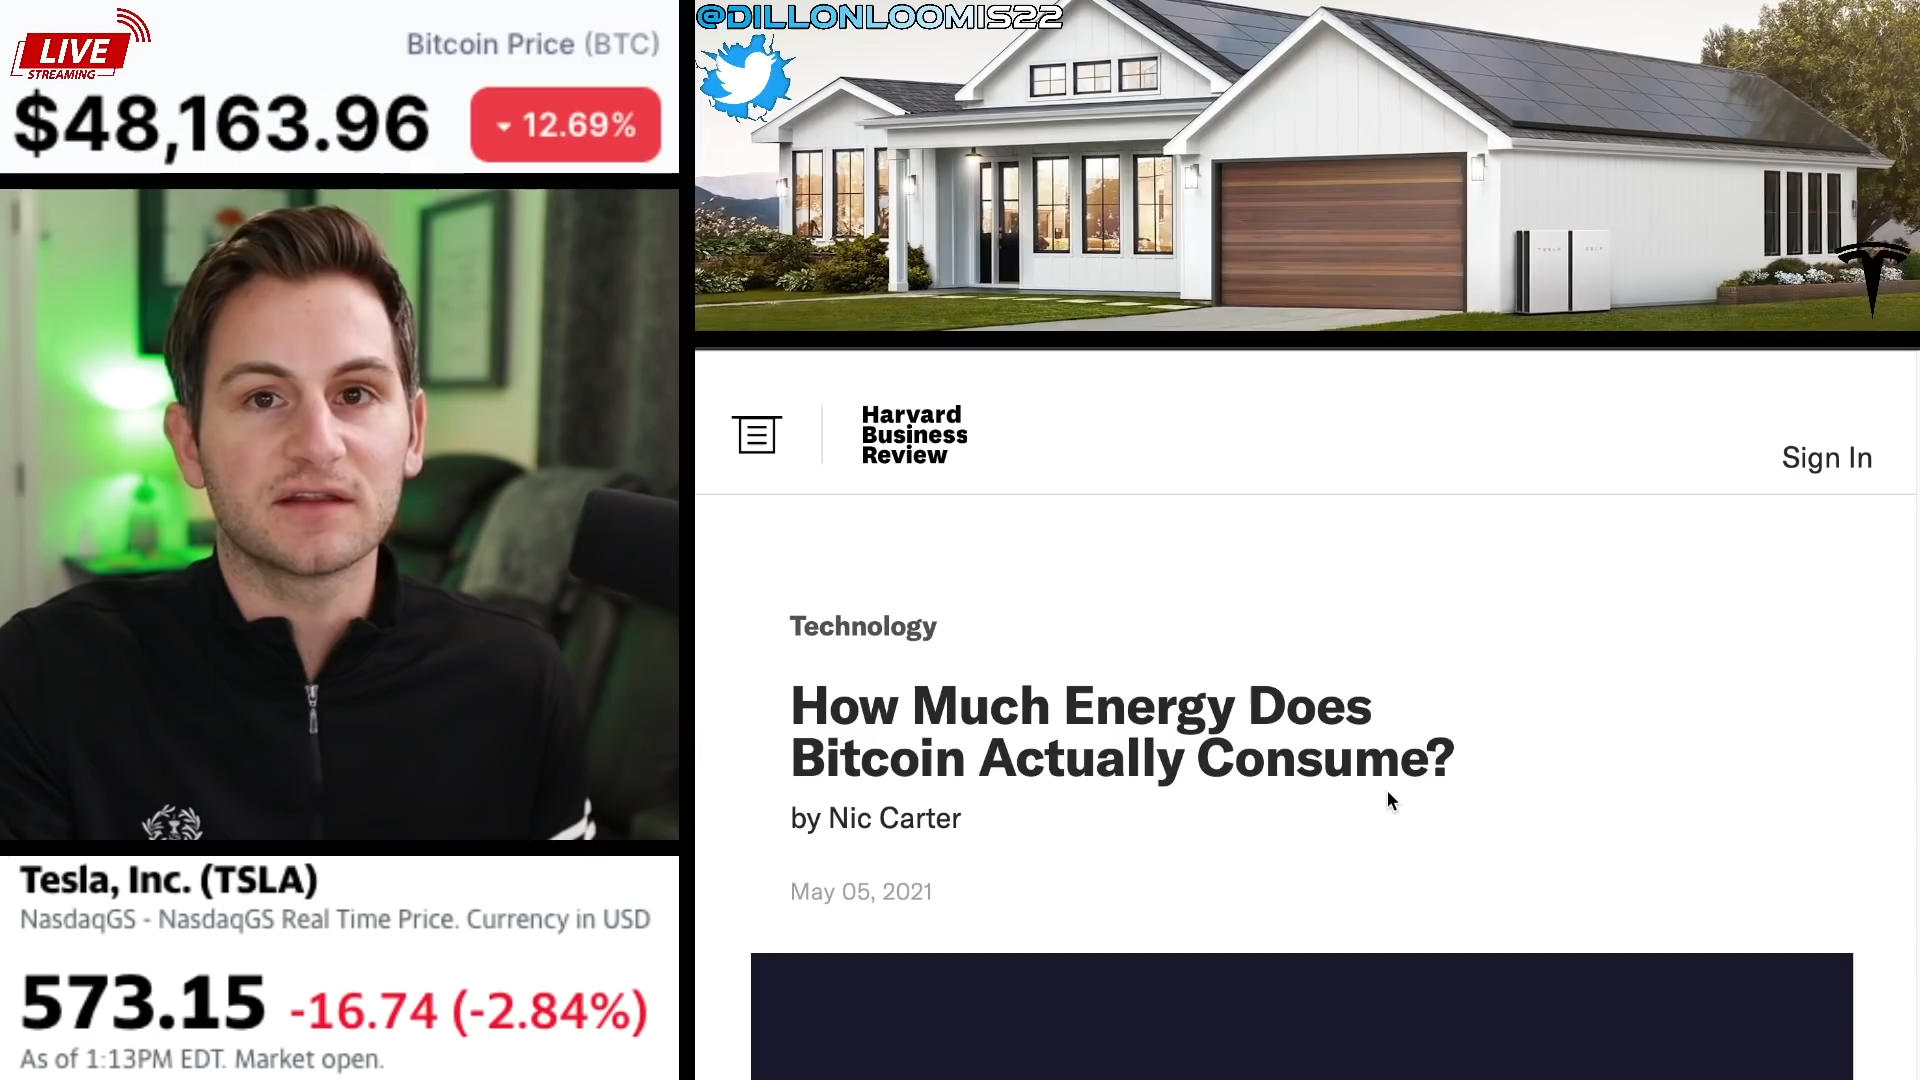 LIVE
STREAMING
Bitcoin Price (BTC)
$48,163.96
12.69%
Tesla, Inc. (TSLA)
NasdaqGS - NasdaqGS Real Time Price. Currency in USD
573.15 -16.74 (-2.84%)
As of 1:13PM EDT. Market open.
@DILLONLOOMIS22
TESLA
Harvard
Business
Review
Sign In
Technology
How Much Energy Does
Bitcoin Actually Consume?
by Nic Carter
May 05, 2021